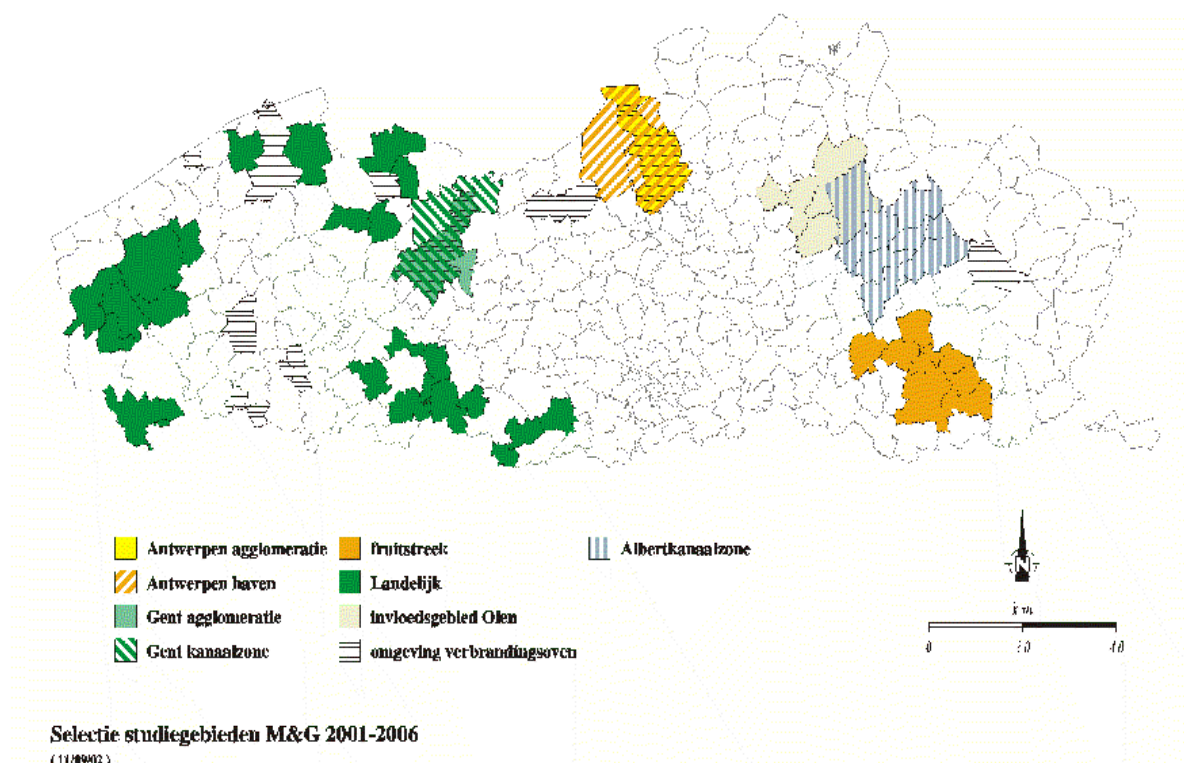 Antwerpen agglomeratie
fruitstreek
Albertkanaalzone
Antwerpen haven
Landelijk
Gent agglomeratie
invloedsgebied Olen
Gent kanaalzone
omgeving verbrandingsoven
N
km
0
Selectie studiegebieden M&G 2001-2006